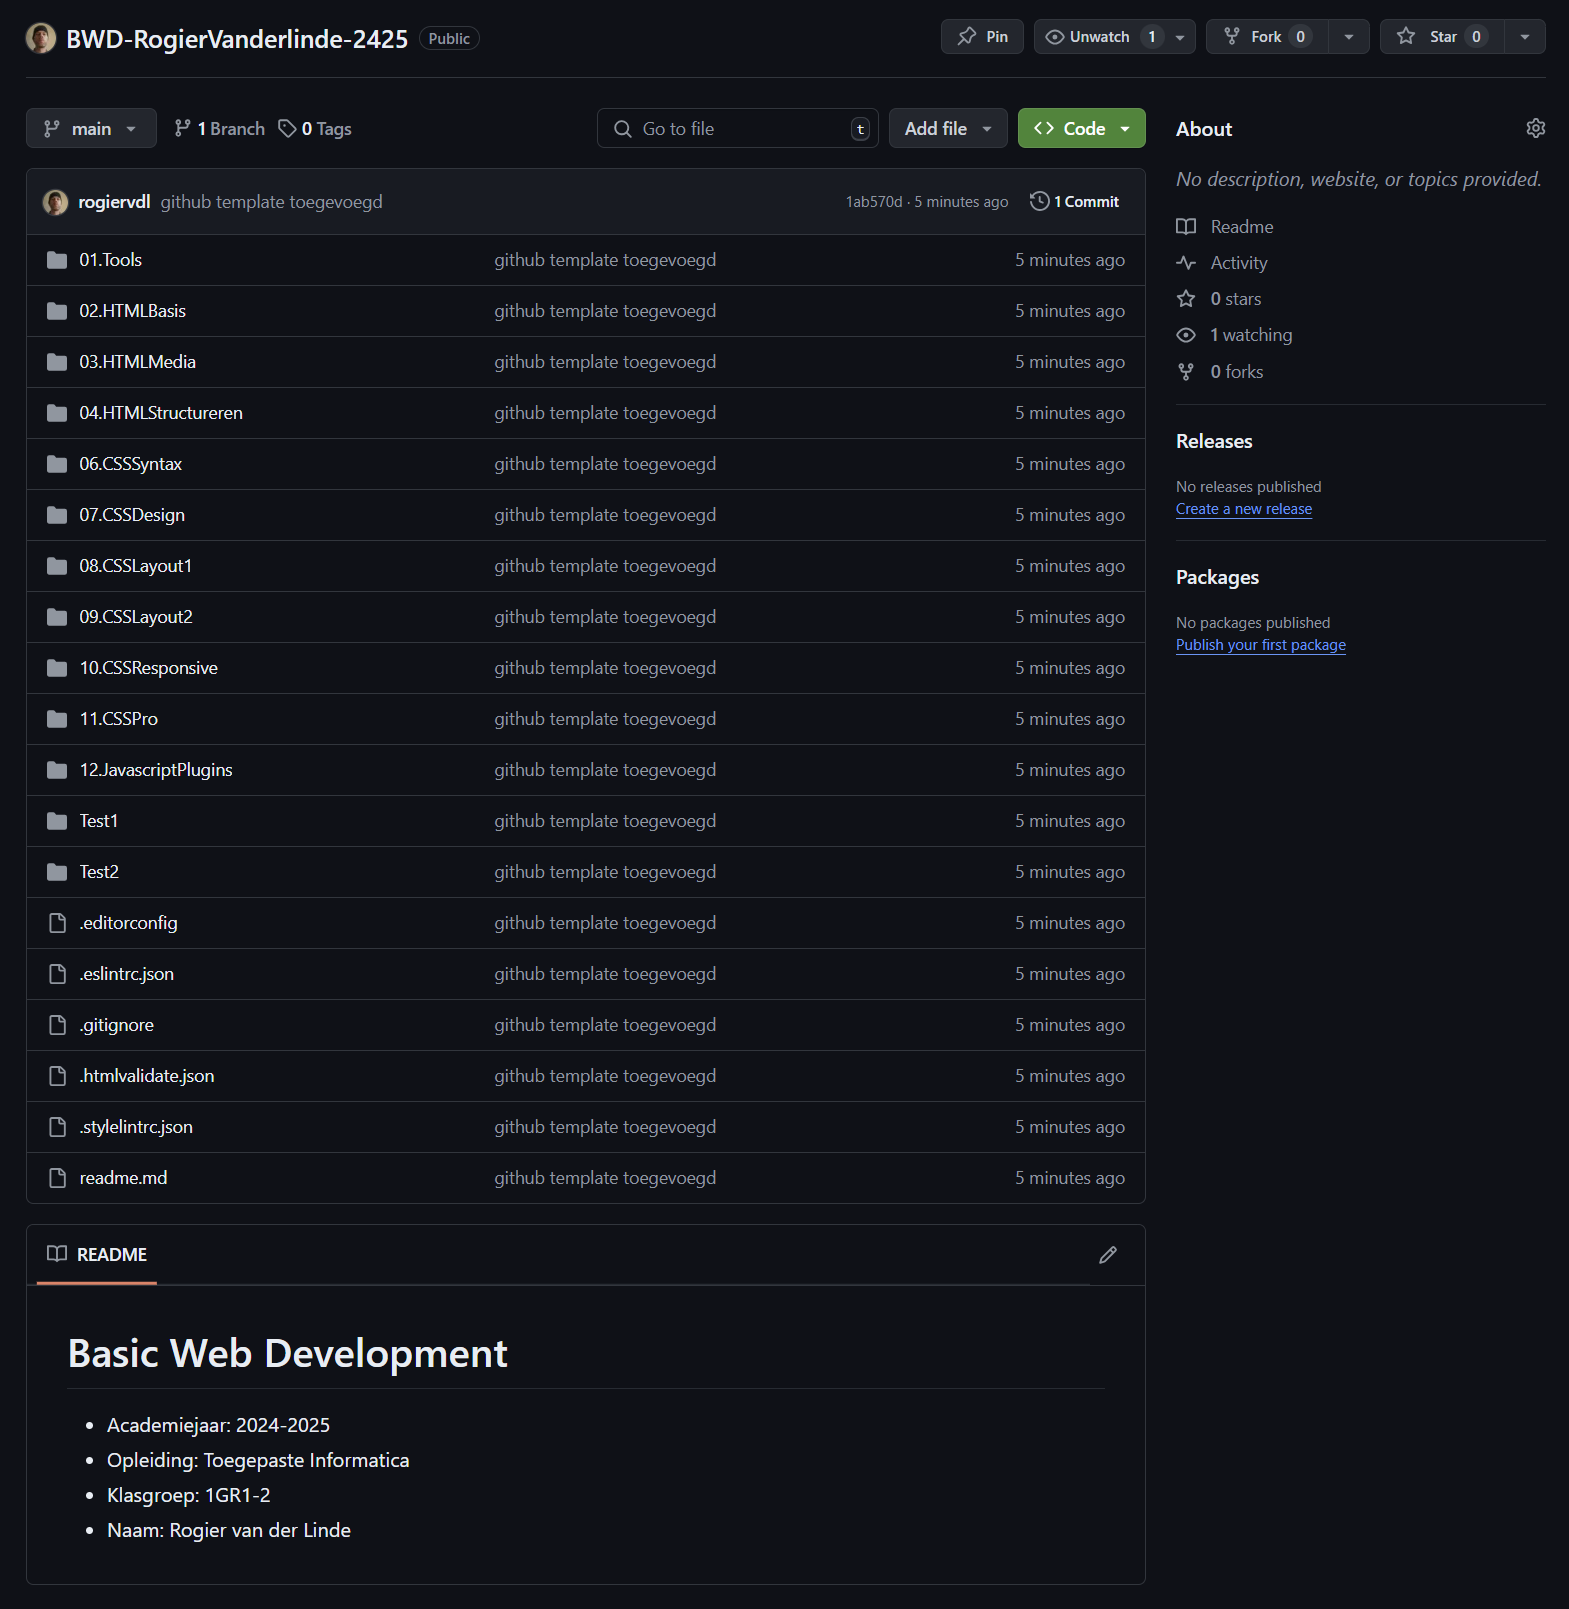 BWD-RogierVanderlinde-2425 Public Pin Unwatch 1 Fork 0 Star 0
main 1 Branch 0 Tags Go to file t Add file Code
rogiervdl github template toegevoegd 1ab570d · 5 minutes ago 1 Commit
01.Tools github template toegevoegd 5 minutes ago
02.HTMLBasis github template toegevoegd 5 minutes ago
03.HTMLMedia github template toegevoegd 5 minutes ago
04.HTMLStructureren github template toegevoegd 5 minutes ago
06.CSSSyntax github template toegevoegd 5 minutes ago
07.CSSDesign github template toegevoegd 5 minutes ago
08.CSSLayout1 github template toegevoegd 5 minutes ago
09.CSSLayout2 github template toegevoegd 5 minutes ago
10.CSSResponsive github template toegevoegd 5 minutes ago
11.CSSPro github template toegevoegd 5 minutes ago
12.JavascriptPlugins github template toegevoegd 5 minutes ago
Test1 github template toegevoegd 5 minutes ago
Test2 github template toegevoegd 5 minutes ago
.editorconfig github template toegevoegd 5 minutes ago
.eslintrc.json github template toegevoegd 5 minutes ago
.gitignore github template toegevoegd 5 minutes ago
.htmlvalidate.json github template toegevoegd 5 minutes ago
.stylelintrc.json github template toegevoegd 5 minutes ago
readme.md github template toegevoegd 5 minutes ago
README
Basic Web Development
• Academiejaar: 2024-2025
• Opleiding: Toegepaste Informatica
• Klasgroep: 1GR1-2
• Naam: Rogier van der Linde
About
No description, website, or topics provided.
Readme
Activity
0 stars
1 watching
0 forks
Releases
No releases published
Create a new release
Packages
No packages published
Publish your first package